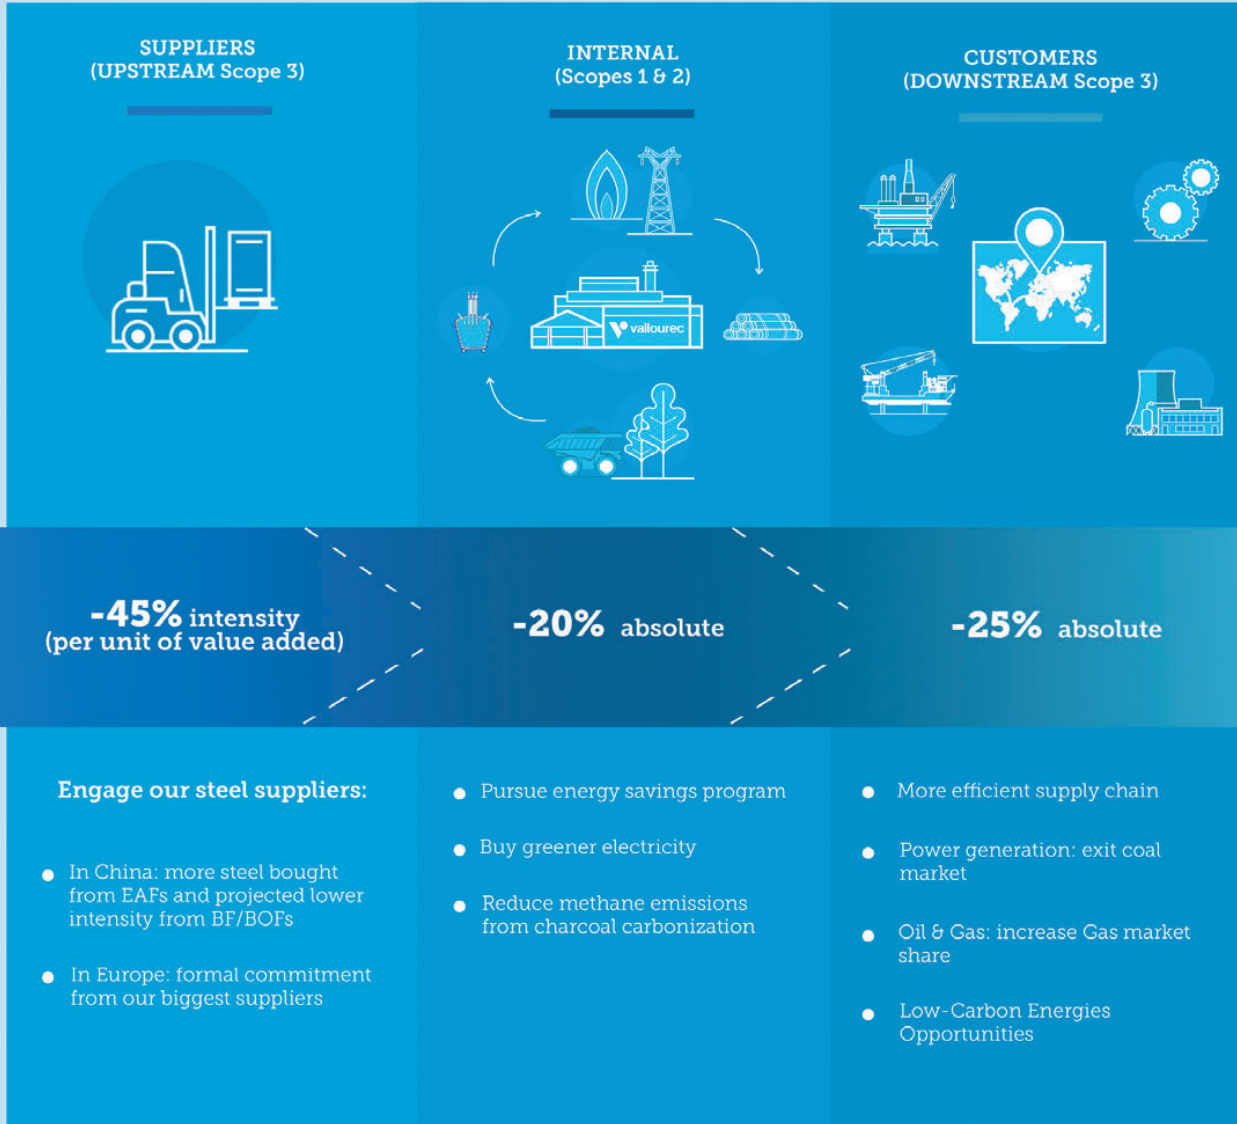 SUPPLIERS
(UPSTREAM Scope 3)
INTERNAL
(Scopes 1 & 2)
CUSTOMERS
(DOWNSTREAM Scope 3)
vallourec
-45% intensity
(per unit of value added)
-20% absolute
-25% absolute
Engage our steel suppliers:
In China: more steel bought
from EAFs and projected lower
intensity from BF/BOFs
In Europe: formal commitment
from our biggest suppliers
Pursue energy savings program
Buy greener electricity
Reduce methane emissions
from charcoal carbonization
More efficient supply chain
Power generation: exit coal
market
Oil & Gas: increase Gas market
share
Low-Carbon Energies
Opportunities